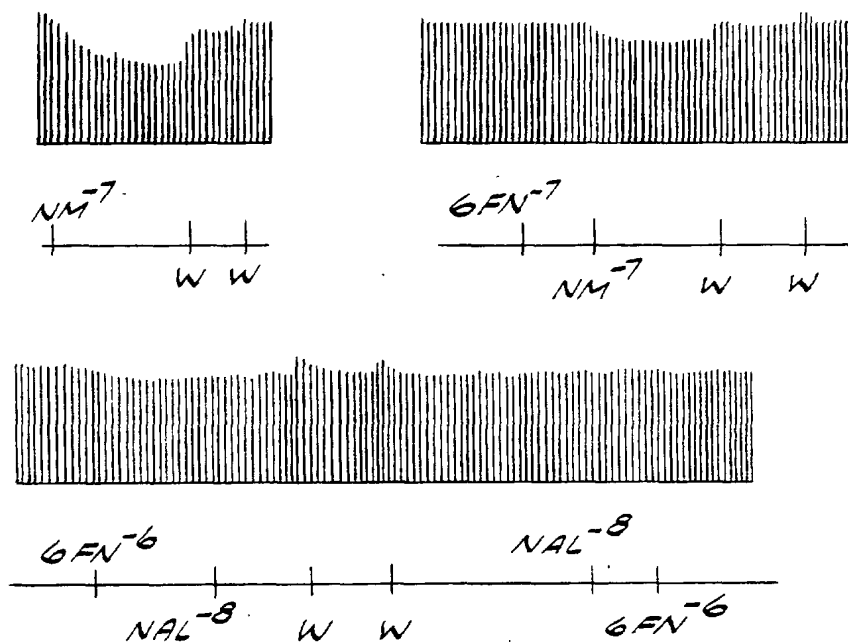 NM⁻⁷
W W
6FN⁻⁷
NM⁻⁷ W W
6FN⁻⁶ NAL⁻⁸
NAL⁻⁸ W W 6FN⁻⁶